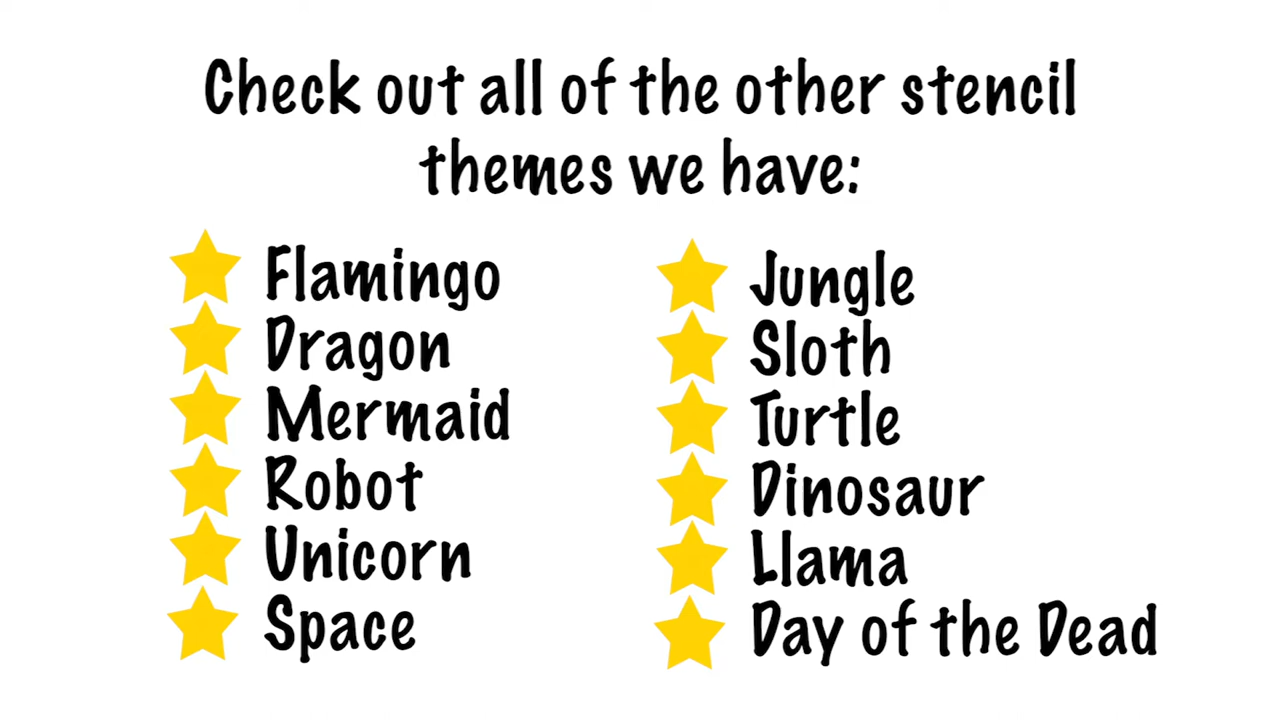 Check out all of the other stencil
themes we have:
Flamingo
Dragon
Mermaid
Robot
Unicorn
Space
Jungle
Sloth
Turtle
Dinosaur
Llama
Day of the Dead